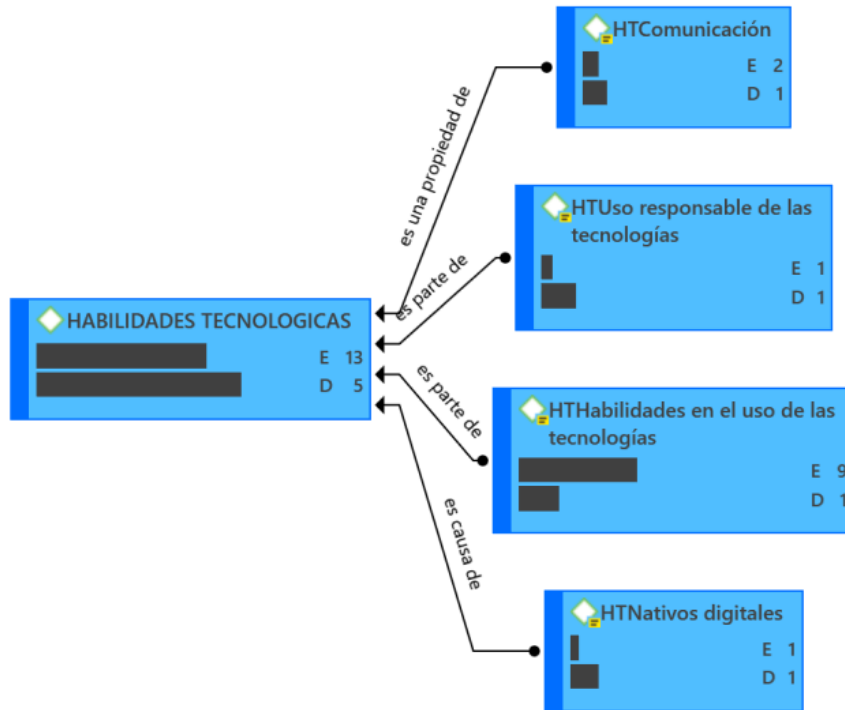 HTComunicación
E 2
D 1
es una propiedad de
HTUso responsable de las
tecnologías
E 1
D 1
es parte de
HABILIDADES TECNOLOGICAS
E 13
D 5
es parte de
HTHabilidades en el uso de las
tecnologías
E 9
D 1
es causa de
HTNativos digitales
E 1
D 1